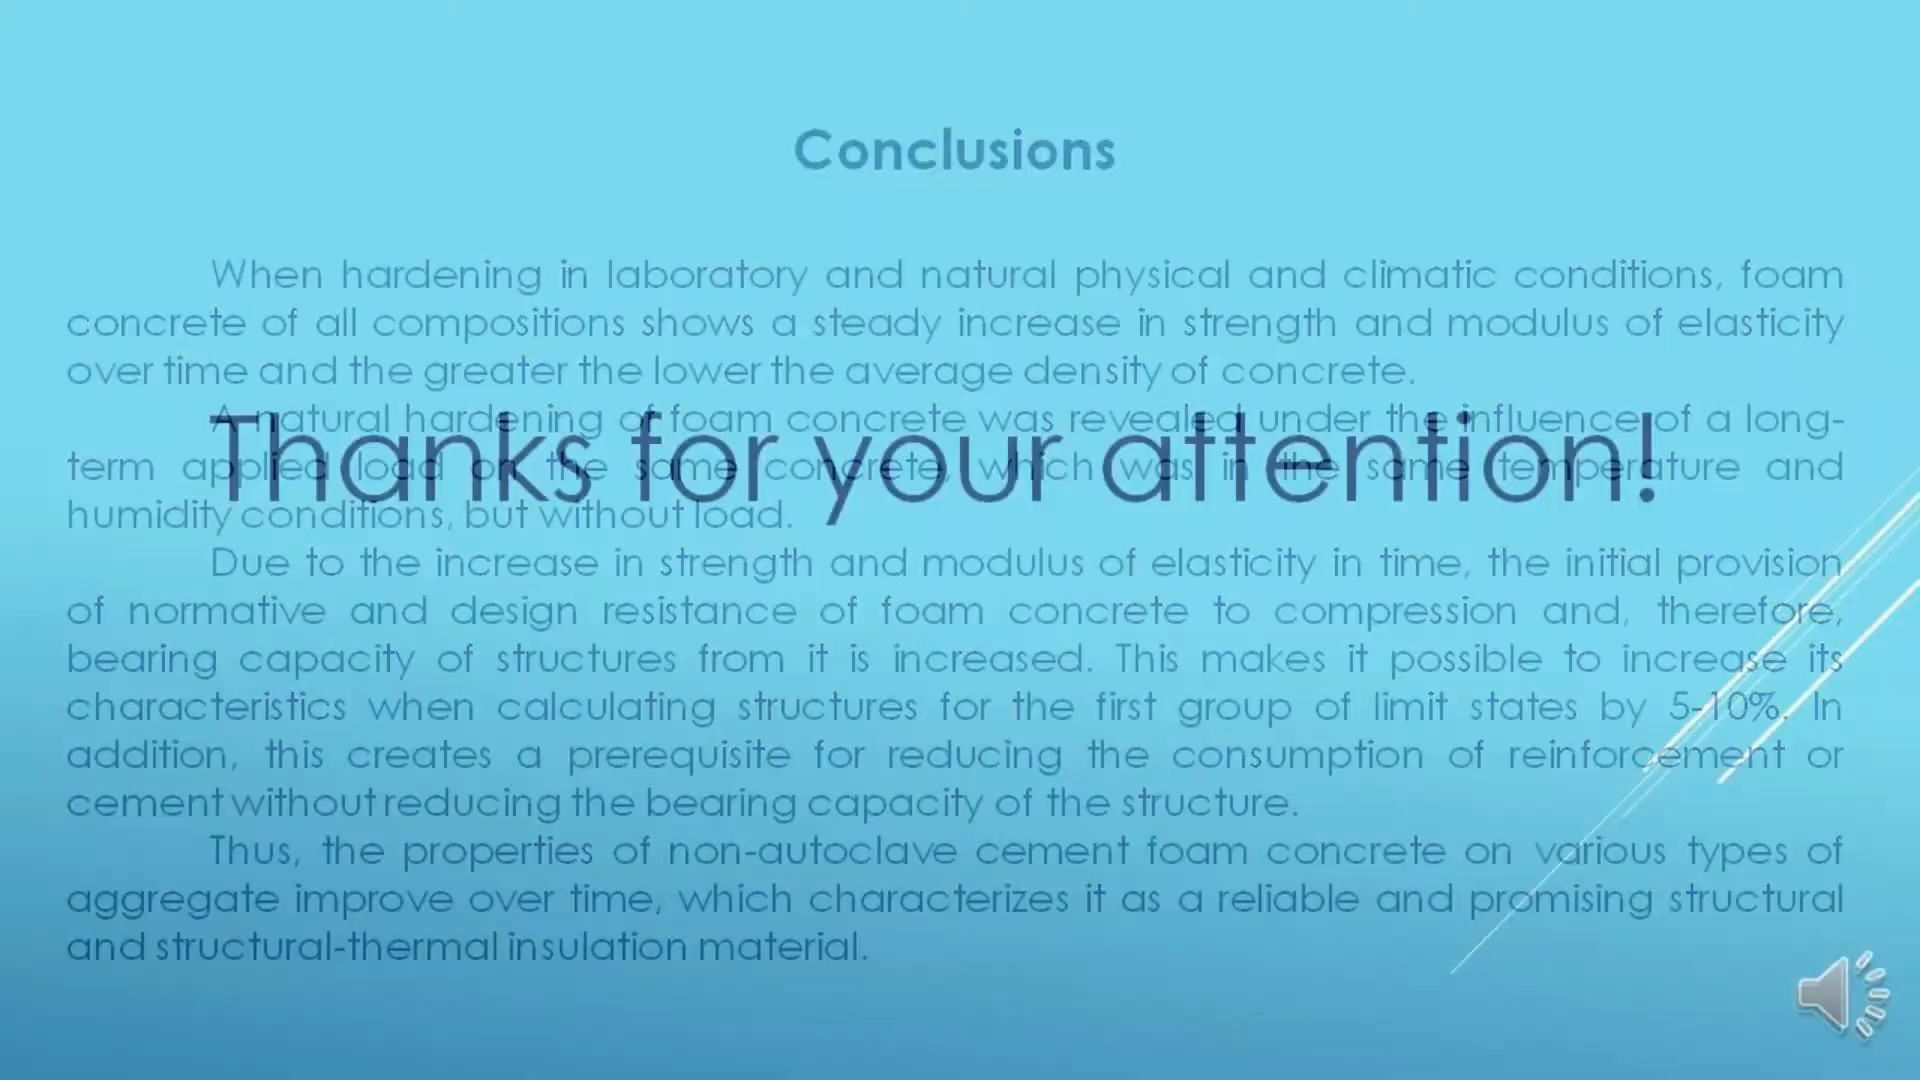 Conclusions
When hardening in laboratory and natural physical and climatic conditions, foam
concrete of all compositions shows a steady increase in strength and modulus of elasticity
over time and the greater the lower the average density of concrete.
A natural hardening of foam concrete was revealed under the influence of a long-
Thanks for your attention!
term applied load on the same concrete, which was in the same temperature and
humidity conditions, but without load.
Due to the increase in strength and modulus of elasticity in time, the initial provision
of normative and design resistance of foam concrete to compression and, therefore,
bearing capacity of structures from it is increased. This makes it possible to increase its
characteristics when calculating structures for the first group of limit states by 5-10%. In
addition, this creates a prerequisite for reducing the consumption of reinforcement or
cement without reducing the bearing capacity of the structure.
Thus, the properties of non-autoclave cement foam concrete on various types of
aggregate improve over time, which characterizes it as a reliable and promising structural
and structural-thermal insulation material.